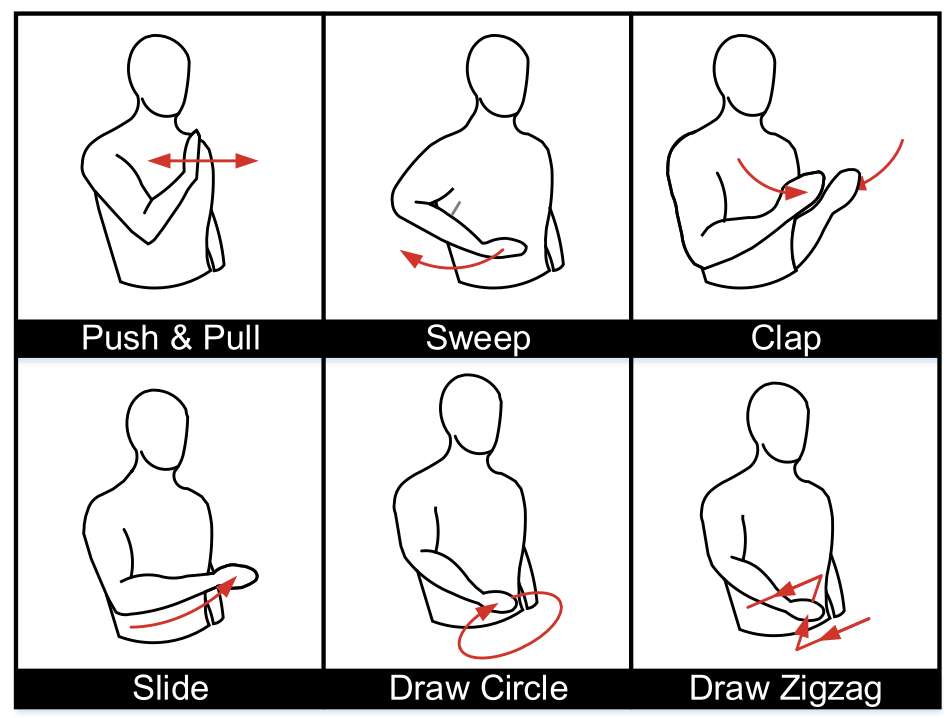 Push & Pull
Sweep
Clap
Slide
Draw Circle
Draw Zigzag